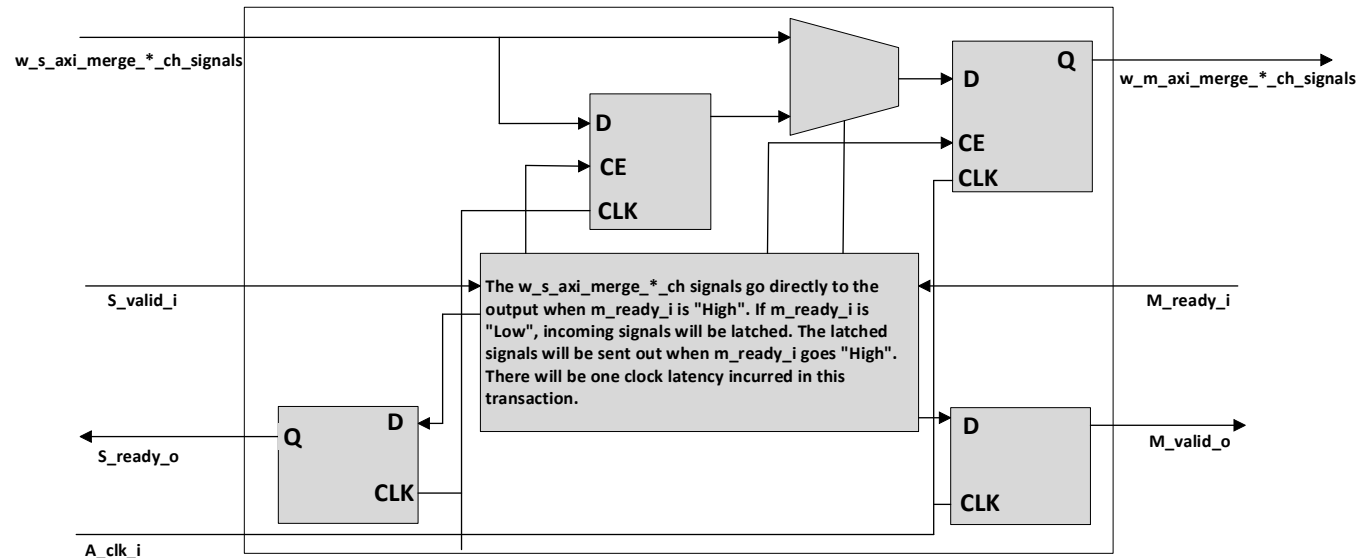 w_s_axi_merge_*_ch_signals
Q
w_m_axi_merge_*_ch_signals
D
D
CE
CE
CLK
CLK
S_valid_i
M_ready_i
The w_s_axi_merge_*_ch signals go directly to the
output when m_ready_i is "High". If m_ready_i is
"Low", incoming signals will be latched. The latched
signals will be sent out when m_ready_i goes "High".
There will be one clock latency incurred in this
transaction.
D
Q
D
S_ready_o
M_valid_o
CLK
CLK
A_clk_i